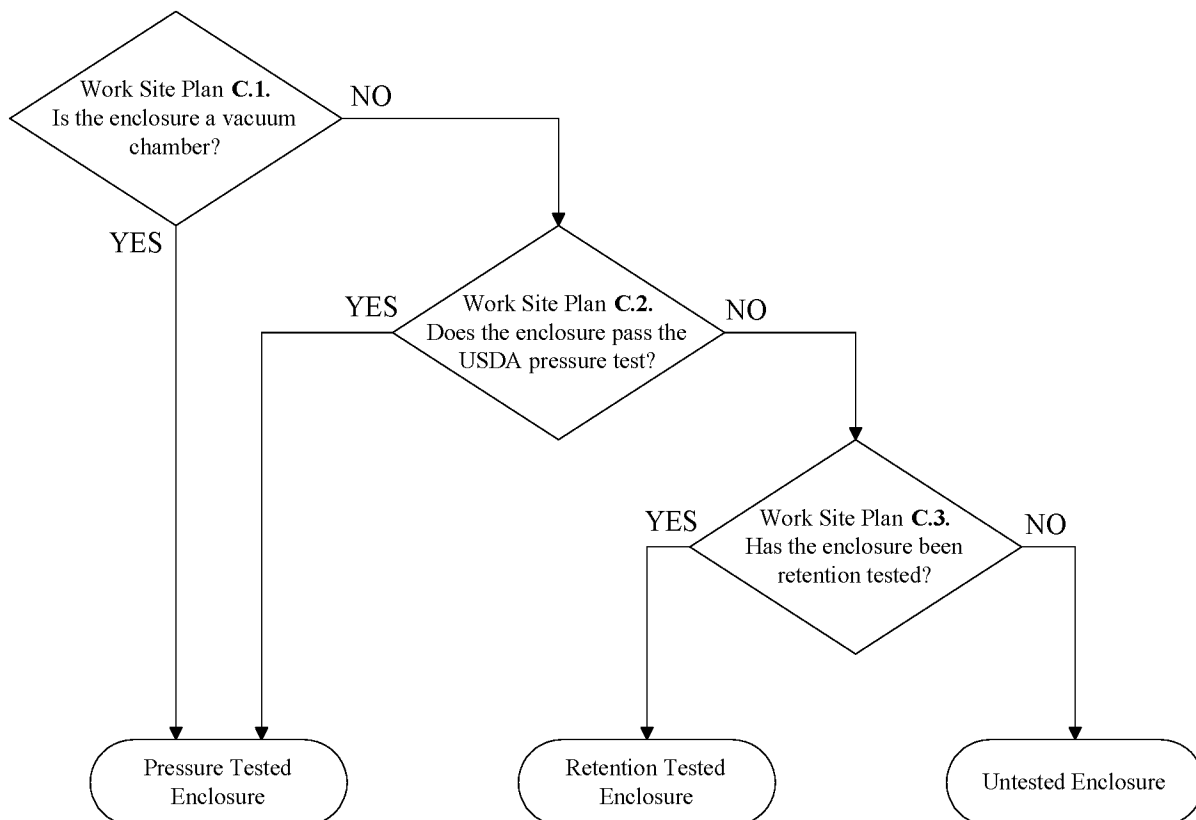 Work Site Plan C.1.
Is the enclosure a vacuum
chamber?
NO
YES
Work Site Plan C.2.
Does the enclosure pass the
USDA pressure test?
YES
NO
Work Site Plan C.3.
Has the enclosure been
retention tested?
YES
NO
Pressure Tested
Enclosure
Retention Tested
Enclosure
Untested Enclosure